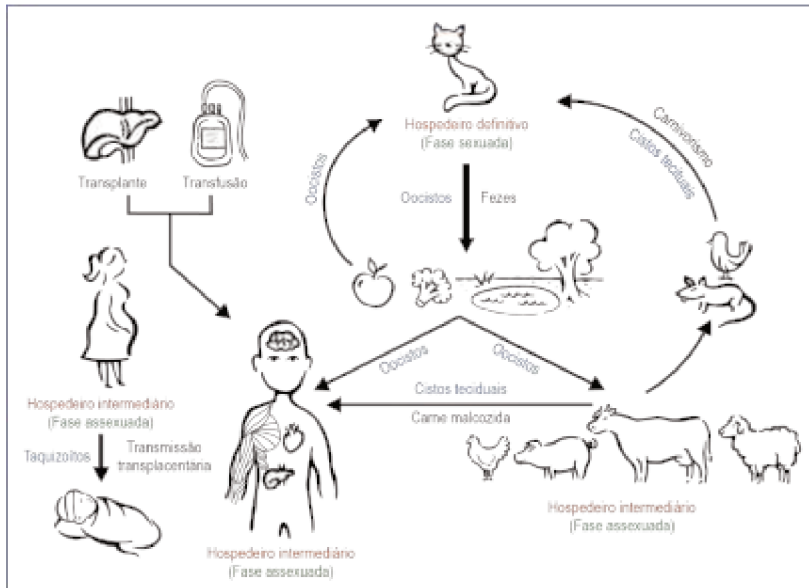 Hospedeiro definitivo
(Fase sexuada)
Transplante
Transfusão
Oocistos
Oocistos
Fezes
Carnivorismo
Cistos teciduais
Oocistos
Oocistos
Cistos teciduais
Carne malcozida
Hospedeiro intermediário
(Fase assexuada)
Taquizoítos
Transmissão
transplacentária
Hospedeiro intermediário
(Fase assexuada)
Hospedeiro intermediário
(Fase assexuada)